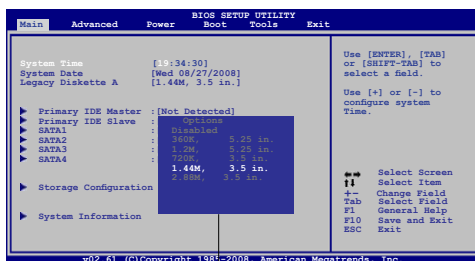 BIOS SETUP UTILITY
Main Advanced Power Boot Tools Exit
System Time [19:34:30]
System Date [Wed 08/27/2008]
Legacy Diskette A [1.44M, 3.5 in.]
Primary IDE Master :[Not Detected]
Primary IDE Slave :
SATA1 :
SATA2 :
SATA3 :
SATA4 :
Storage Configuration
System Information
Options
Disabled
360K, 5.25 in.
1.2M, 5.25 in.
720K, 3.5 in.
1.44M, 3.5 in.
2.88M, 3.5 in.
Use [ENTER], [TAB]
or [SHIFT-TAB] to
select a field.
Use [+] or [-] to
configure system
Time.
Select Screen
Select Item
+- Change Field
Tab Select Field
F1 General Help
F10 Save and Exit
ESC Exit
v02.61 (C)Copyright 1985-2008, American Megatrends, Inc.